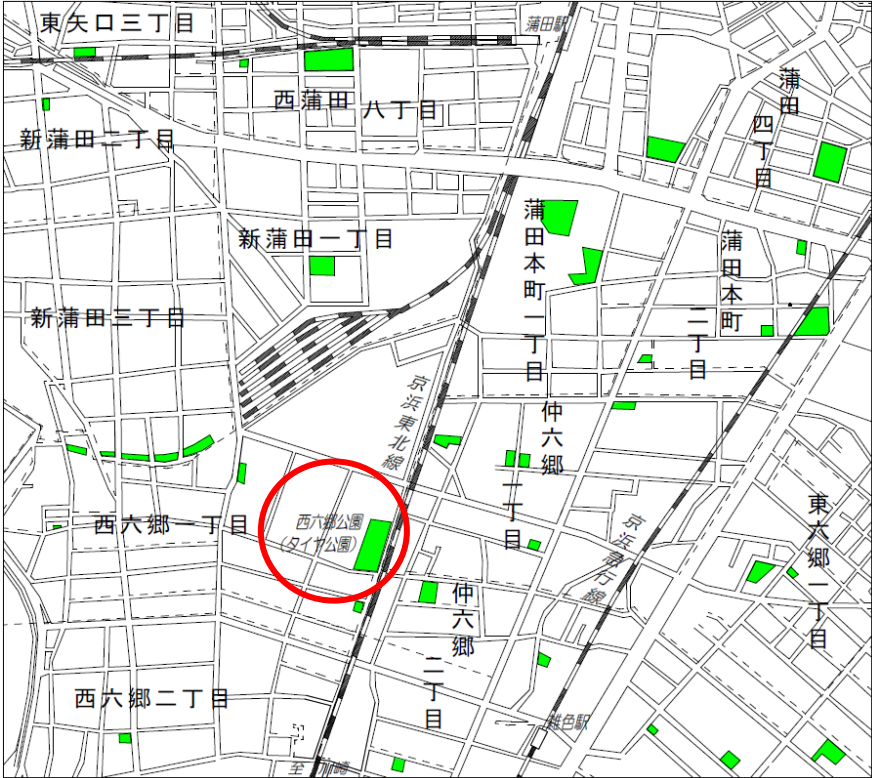 東矢口三丁目
蒲田駅
西蒲田
八丁目
蒲田
四丁目
新蒲田二丁目
新蒲田一丁目
蒲田本町一丁目
蒲田本町
二丁目
新蒲田三丁目
京浜東北線
仲六郷
一丁目
西六郷公園
(タイヤ公園)
西六郷一丁目
京浜急行線
東六郷一丁目
仲六郷
二丁目
西六郷二丁目
雑色駅
至 川崎